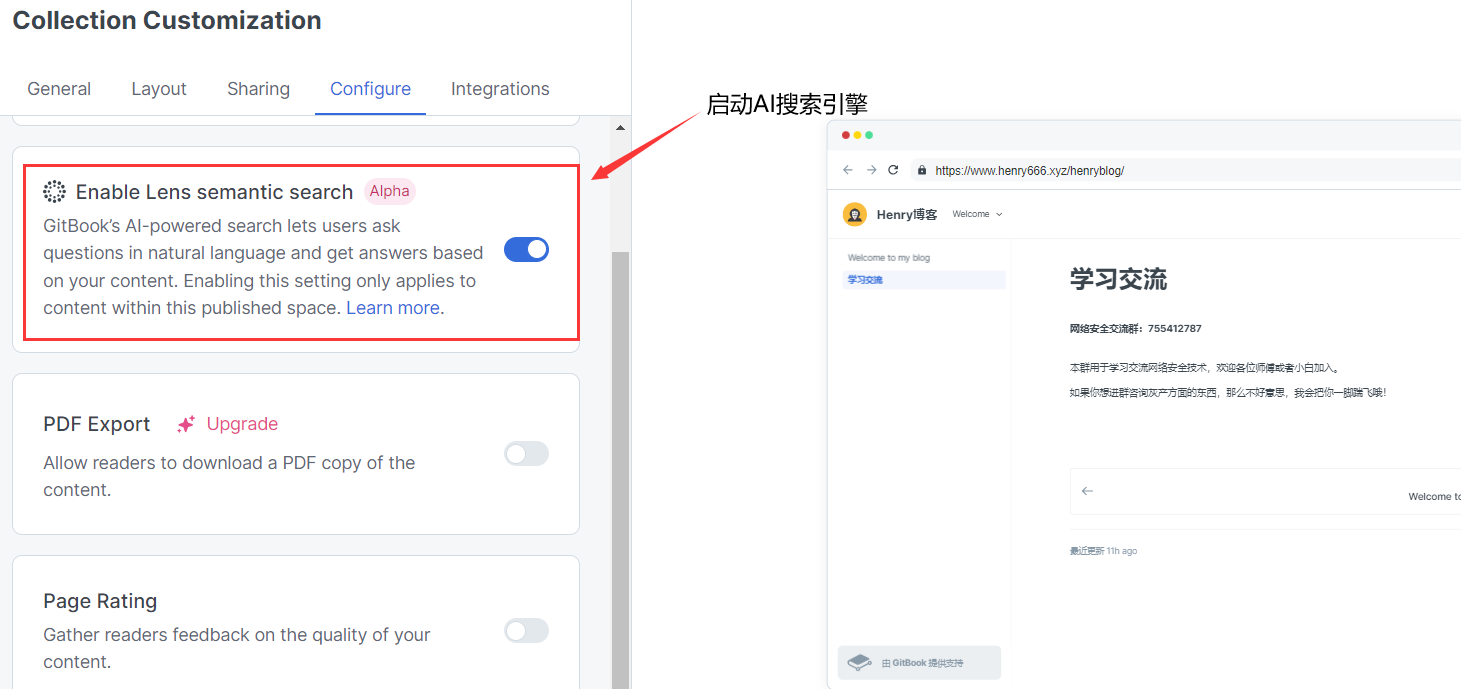 Collection Customization
General Layout Sharing Configure Integrations
Enable Lens semantic search Alpha
GitBook's AI-powered search lets users ask
questions in natural language and get answers based
on your content. Enabling this setting only applies to
content within this published space. Learn more.
PDF Export Upgrade
Allow readers to download a PDF copy of the
content.
Page Rating
Gather readers feedback on the quality of your
content.
启动AI搜索引擎
https://www.henry666.xyz/henryblog/
Henry博客 Welcome
Welcome to my blog
学习交流
学习交流
网络安全交流群：755412787
本群用于学习交流网络安全技术，欢迎各位师傅或者小白加入。
如果你想进群咨询灰产方面的东西，那么不好意思，我会把你一脚踹飞哦！
Welcome to
最近更新 11h ago
由 GitBook 提供支持